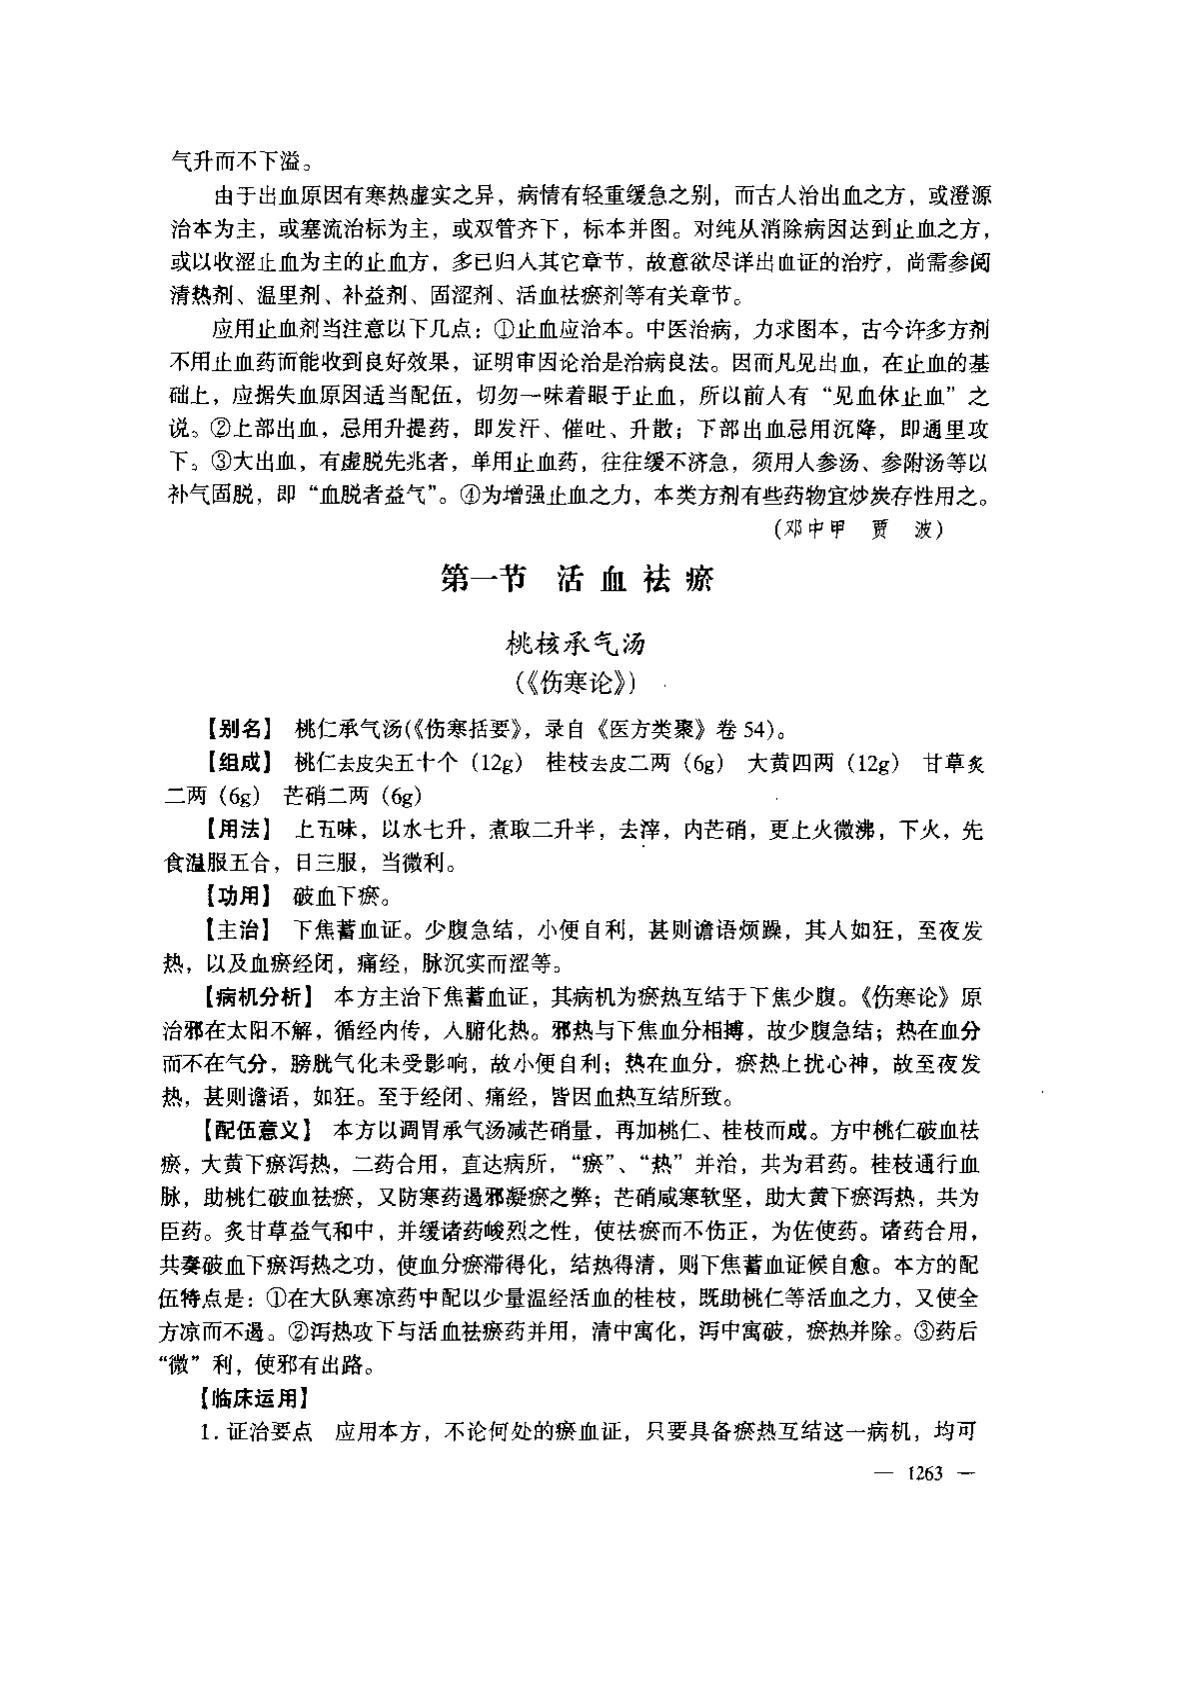 气升而不下溢。
由于出血原因有寒热虚实之异，病情有轻重缓急之别，而古人治出血之方，或澄源
治本为主，或塞流治标为主，或双管齐下，标本并图。对纯从消除病因达到止血之方，
或以收涩止血为主的止血方，多已归入其它章节，故意欲尽详出血证的治疗，尚需参阅
清热剂、温里剂、补益剂、固涩剂、活血祛瘀剂等有关章节。
应用止血剂当注意以下几点：①止血应治本。中医治病，力求图本，古今许多方剂
不用止血药而能收到良好效果，证明审因论治是治病良法。因而凡见出血，在止血的基
础上，应据失血原因适当配伍，切勿一味着眼于止血，所以前人有“见血休止血”之
说。②上部出血，忌用升提药，即发汗、催吐、升散；下部出血忌用沉降，即通里攻
下。③大出血，有虚脱先兆者，单用止血药，往往缓不济急，须用人参汤、参附汤等以
补气固脱，即“血脱者益气”。④为增强止血之力，本类方剂有些药物宜炒炭存性用之。
（邓中甲 贾 波）
第一节 活血祛瘀
桃核承气汤
（《伤寒论》）
【别名】 桃仁承气汤(《伤寒括要》，录自《医方类聚》卷 54)。
【组成】 桃仁去皮尖五十个（12g） 桂枝去皮二两（6g） 大黄四两（12g） 甘草炙
二两（6g） 芒硝二两（6g）
【用法】 上五味，以水七升，煮取二升半，去滓，内芒硝，更上火微沸，下火，先
食温服五合，日三服，当微利。
【功用】 破血下瘀。
【主治】 下焦蓄血证。少腹急结，小便自利，甚则谵语烦躁，其人如狂，至夜发
热，以及血瘀经闭，痛经，脉沉实而涩等。
【病机分析】 本方主治下焦蓄血证，其病机为瘀热互结于下焦少腹。《伤寒论》原
治邪在太阳不解，循经内传，入腑化热。邪热与下焦血分相搏，故少腹急结；热在血分
而不在气分，膀胱气化未受影响，故小便自利；热在血分，瘀热上扰心神，故至夜发
热，甚则谵语，如狂。至于经闭、痛经，皆因血热互结所致。
【配伍意义】 本方以调胃承气汤减芒硝量，再加桃仁、桂枝而成。方中桃仁破血祛
瘀，大黄下瘀泻热，二药合用，直达病所，“瘀”、“热”并治，共为君药。桂枝通行血
脉，助桃仁破血祛瘀，又防寒药遏邪凝瘀之弊；芒硝咸寒软坚，助大黄下瘀泻热，共为
臣药。炙甘草益气和中，并缓诸药峻烈之性，使祛瘀而不伤正，为佐使药。诸药合用，
共奏破血下瘀泻热之功，使血分瘀滞得化，结热得清，则下焦蓄血证候自愈。本方的配
伍特点是：①在大队寒凉药中配以少量温经活血的桂枝，既助桃仁等活血之力，又使全
方凉而不遏。②泻热攻下与活血祛瘀药并用，清中寓化，泻中寓破，瘀热并除。③药后
“微”利，使邪有出路。
【临床运用】
1. 证治要点 应用本方，不论何处的瘀血证，只要具备瘀热互结这一病机，均可
— 1263 —